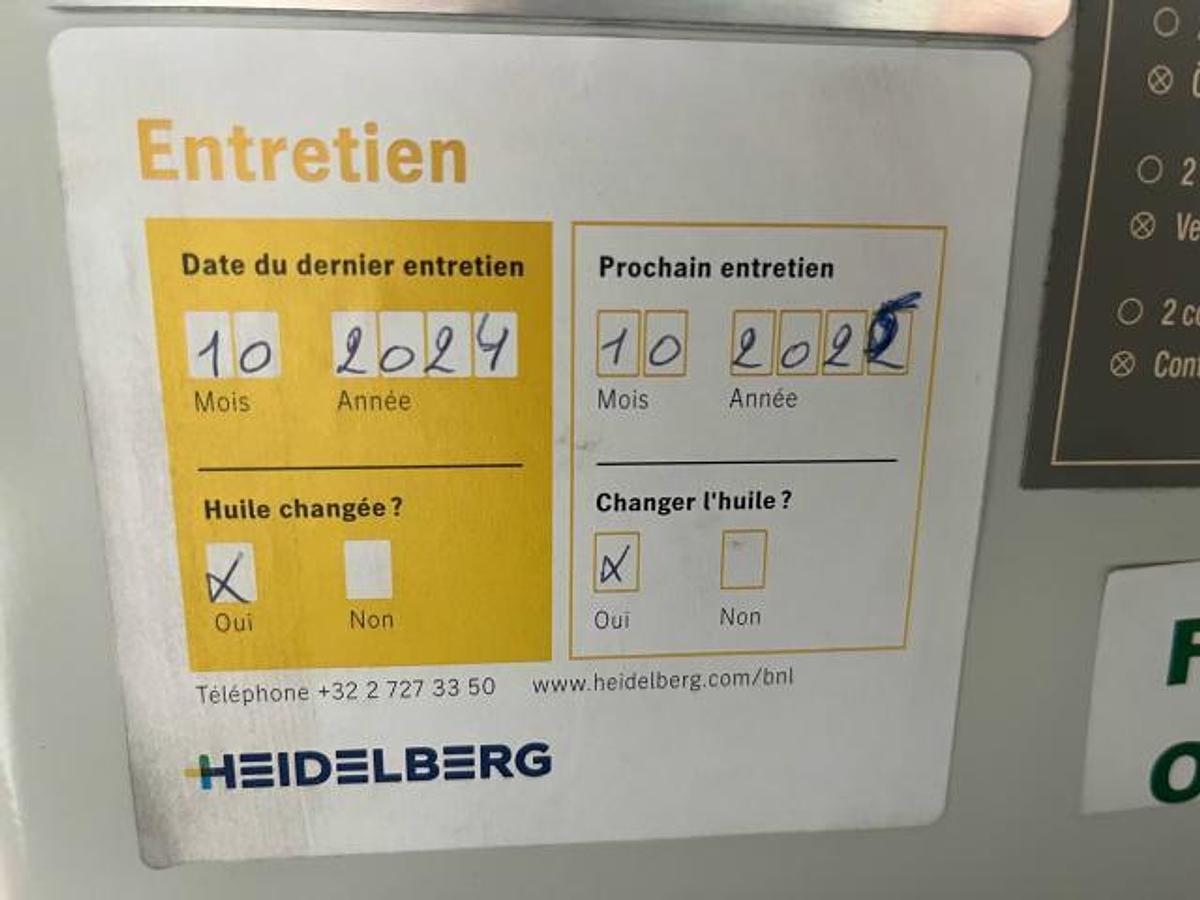 Entretien
Date du dernier entretien
10 2024
Mois Année
Huile changée ?
Oui Non
Prochain entretien
10
Mois Année
Changer l'huile ?
Oui Non
Téléphone +32 2 727 33 50 www.heidelberg.com/bnl
HEIDELBERG
2